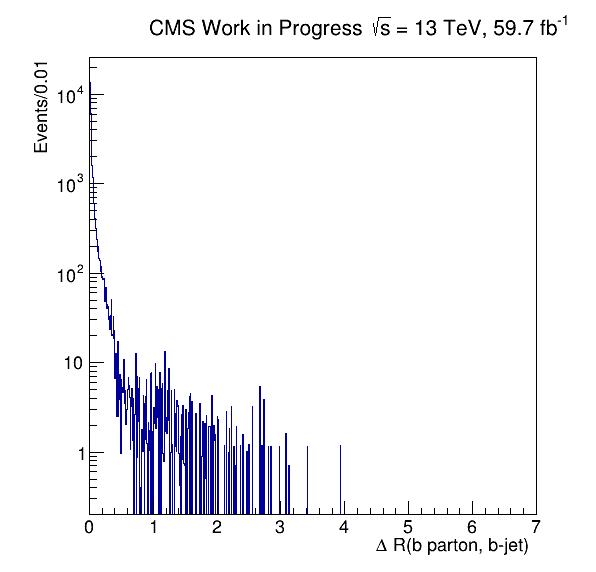 CMS Work in Progress √s = 13 TeV, 59.7 fb⁻¹
Events/0.01
10⁴
10³
10²
10
1
0 1 2 3 4 5 6 7
Δ R(b parton, b-jet)